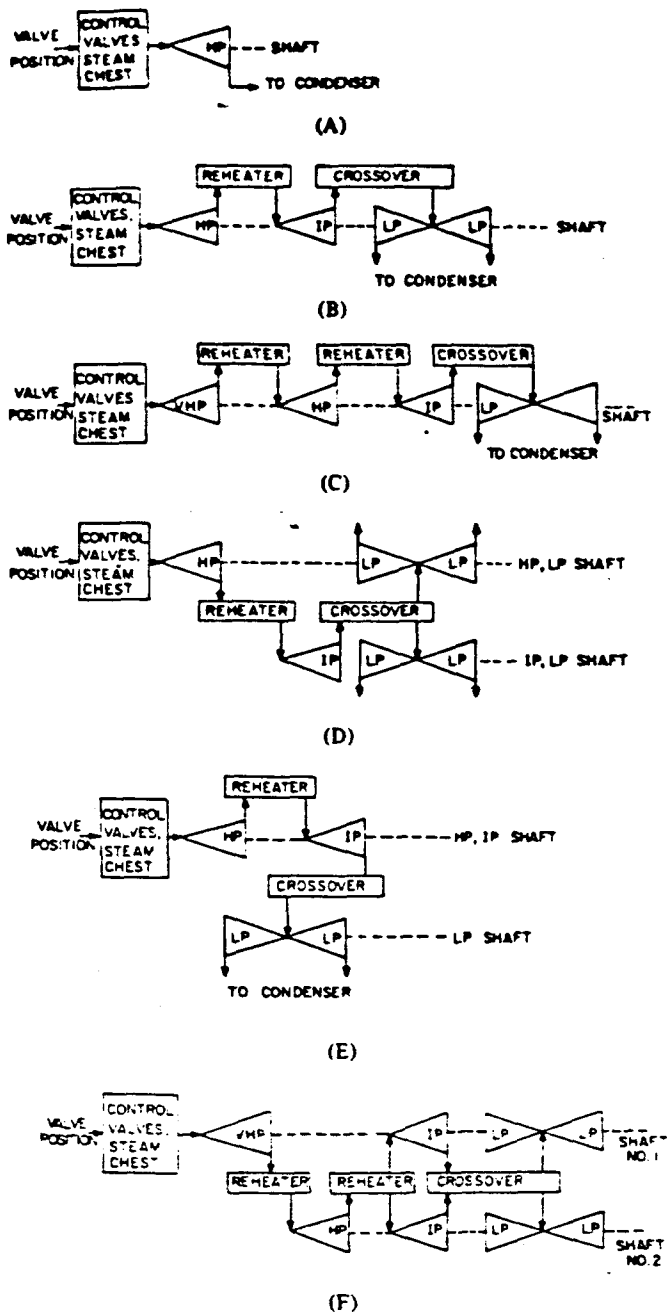 VALVE POSITION
CONTROL VALVES STEAM CHEST
HP
SHAFT
TO CONDENSER
(A)
REHEATER
CROSSOVER
VALVE POSITION
CONTROL VALVES, STEAM CHEST
HP
IP
LP
LP
SHAFT
TO CONDENSER
(B)
REHEATER
REHEATER
CROSSOVER
VALVE POSITION
CONTROL VALVES STEAM CHEST
VHP
HP
IP
LP
SHAFT
TO CONDENSER
(C)
VALVE POSITION
CONTROL VALVES, STEAM CHEST
HP
LP
LP
HP, LP SHAFT
REHEATER
CROSSOVER
IP
LP
LP
IP, LP SHAFT
(D)
REHEATER
VALVE POSITION
CONTROL VALVES, STEAM CHEST
HP
IP
HP, IP SHAFT
CROSSOVER
LP
LP
LP SHAFT
TO CONDENSER
(E)
VALVE POSITION
CONTROL VALVES, STEAM CHEST
VHP
IP
LP
LP
SHAFT NO. 1
REHEATER
REHEATER
CROSSOVER
HP
IP
LP
LP
SHAFT NO. 2
(F)